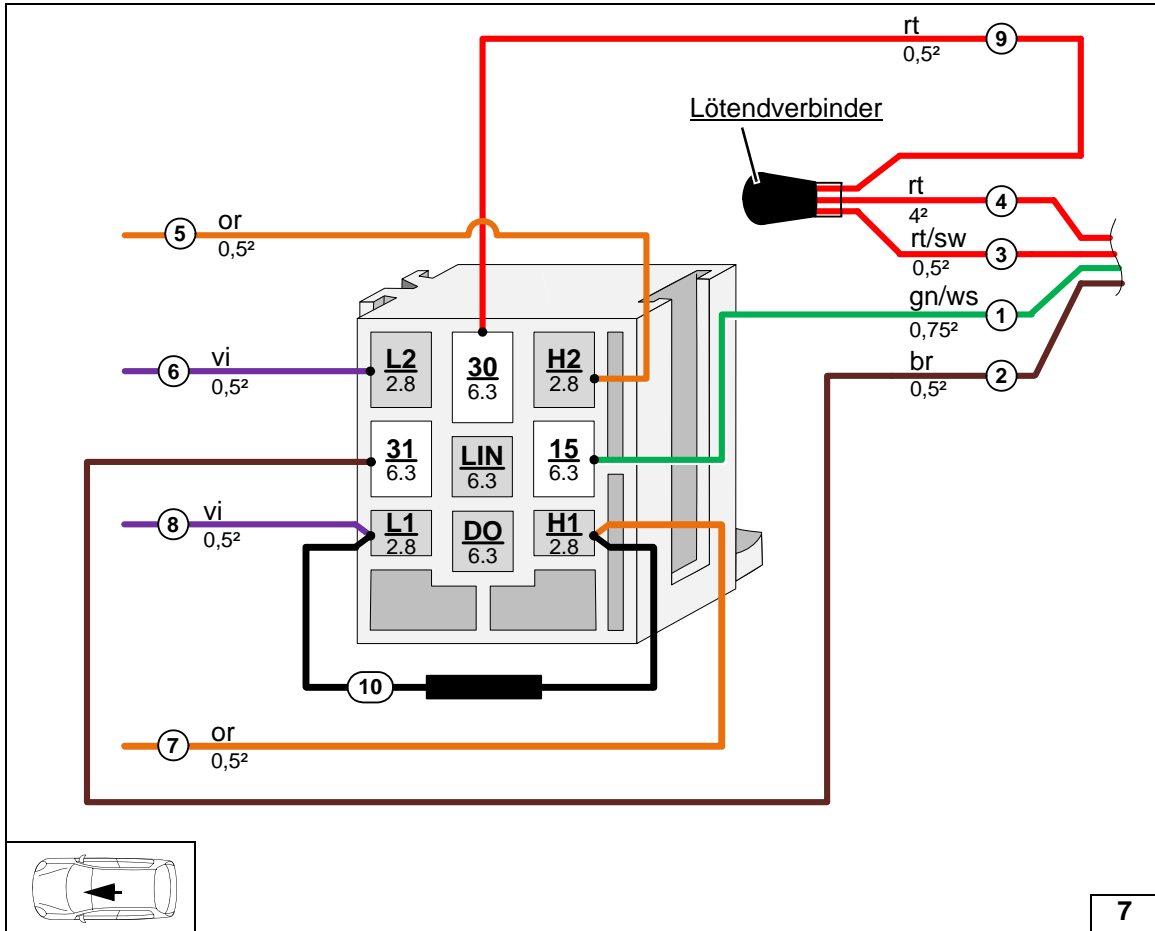 rt
0,5²
9
Lötendverbinder
rt
4²
4
rt/sw
0,5²
3
gn/ws
0,75²
1
br
0,5²
2
5
or
0,5²
6
vi
0,5²
8
vi
0,5²
7
or
0,5²
L2
2.8
30
6.3
H2
2.8
31
6.3
LIN
6.3
15
6.3
L1
2.8
DO
6.3
H1
2.8
10
7